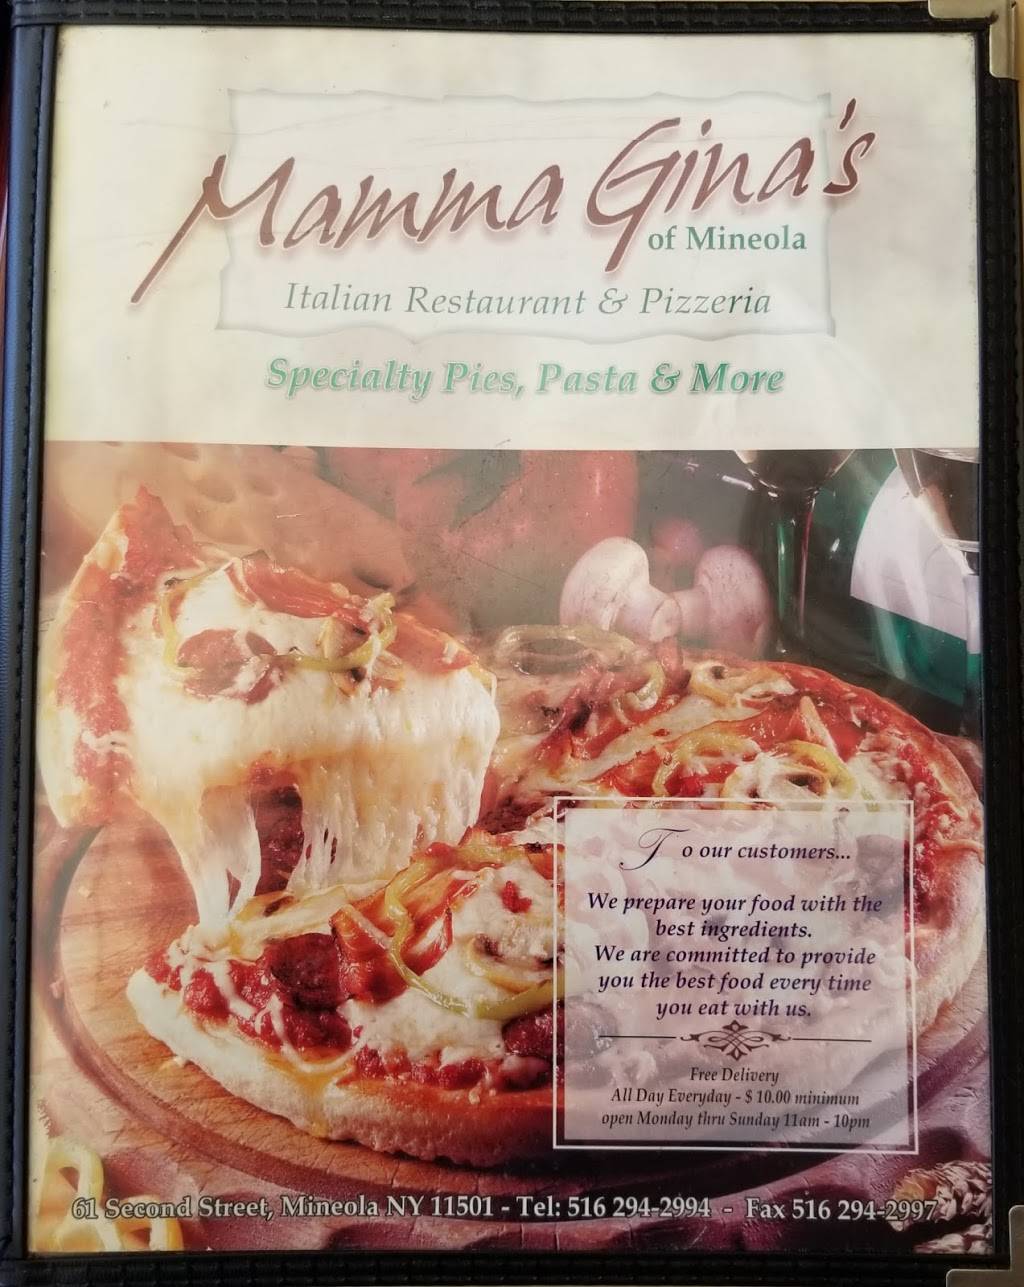 Mamma Gina's
of Mineola
Italian Restaurant & Pizzeria
Specialty Pies, Pasta & More
To our customers...
We prepare your food with the
best ingredients.
We are committed to provide
you the best food every time
you eat with us.
Free Delivery
All Day Everyday - $ 10.00 minimum
open Monday thru Sunday 11am - 10pm
61 Second Street, Mineola NY 11501 - Tel: 516 294-2994 - Fax 516 294-2997